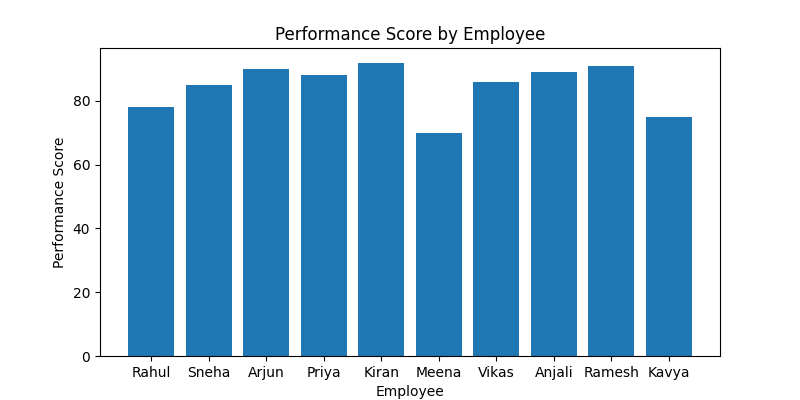 Performance Score by Employee
Performance Score
80
60
40
20
0
Rahul Sneha Arjun Priya Kiran Meena Vikas Anjali Ramesh Kavya
Employee